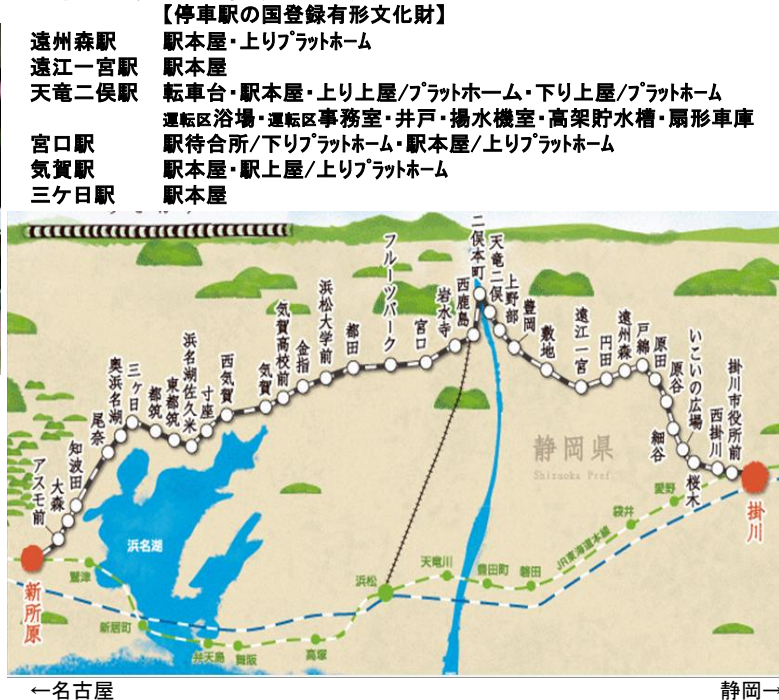 【停車駅の国登録有形文化財】
遠州森駅 駅本屋・上りプラットホーム
遠江一宮駅 駅本屋
天竜二俣駅 転車台・駅本屋・上り上屋/プラットホーム・下り上屋/プラットホーム
運転区浴場・運転区事務室・井戸・揚水機室・高架貯水槽・扇形車庫
宮口駅 駅待合所/下りプラットホーム・駅本屋/上りプラットホーム
気賀駅 駅本屋・駅上屋/上りプラットホーム
三ケ日駅 駅本屋
新所原
アスモ前
大森
知波田
尾奈
奥浜名湖
三ケ日
都筑
東都筑
浜名湖佐久米
寸座
西気賀
気賀
気賀高校前
金指
浜松大学前
都田
フルーツパーク
宮口
岩水寺
西鹿島
二俣本町
天竜二俣
上野部
豊岡
敷地
遠江一宮
円田
遠州森
戸綿
原田
原谷
細谷
いこいの広場
桜木
西掛川
掛川市役所前
掛川
静岡県
Shizuoka Pref.
浜名湖
鷲津
新居町
弁天島
舞阪
高塚
浜松
天竜川
豊田町
磐田
JR東海道本線
袋井
愛野
←名古屋
静岡→